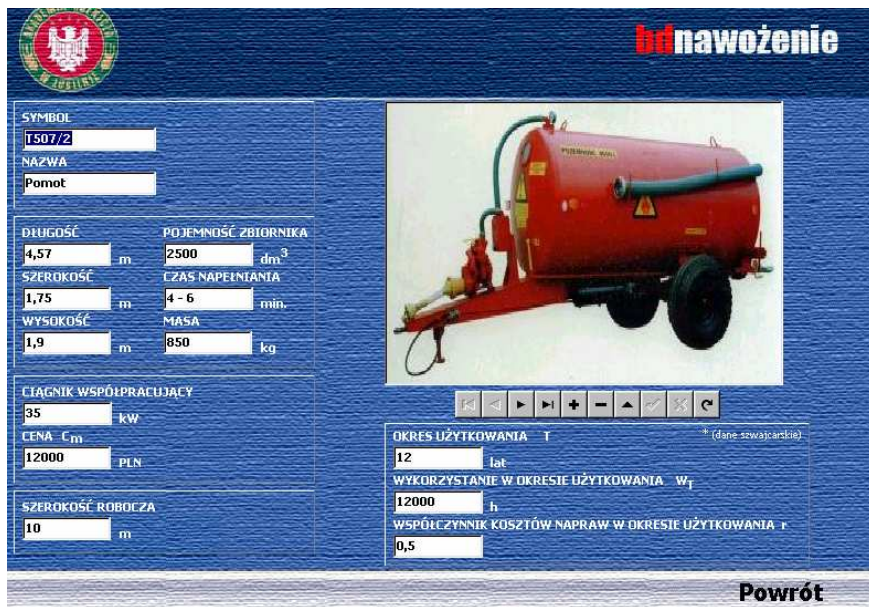 bdnawożenie
SYMBOL
T507/2
NAZWA
Pomot
DŁUGOŚĆ POJEMNOŚĆ ZBIORNIKA
4,57 m 2500 dm3
SZEROKOŚĆ CZAS NAPEŁNIANIA
1,75 m 4 - 6 min.
WYSOKOŚĆ MASA
1,9 m 850 kg
CIĄGNIK WSPÓŁPRACUJĄCY
35 kW
CENA Cm
12000 PLN
SZEROKOŚĆ ROBOCZA
10 m
OKRES UŻYTKOWANIA T * (dane szwajcarskie)
12 lat
WYKORZYSTANIE W OKRESIE UŻYTKOWANIA WT
12000 h
WSPÓŁCZYNNIK KOSZTÓW NAPRAW W OKRESIE UŻYTKOWANIA r
0,5
Powrót